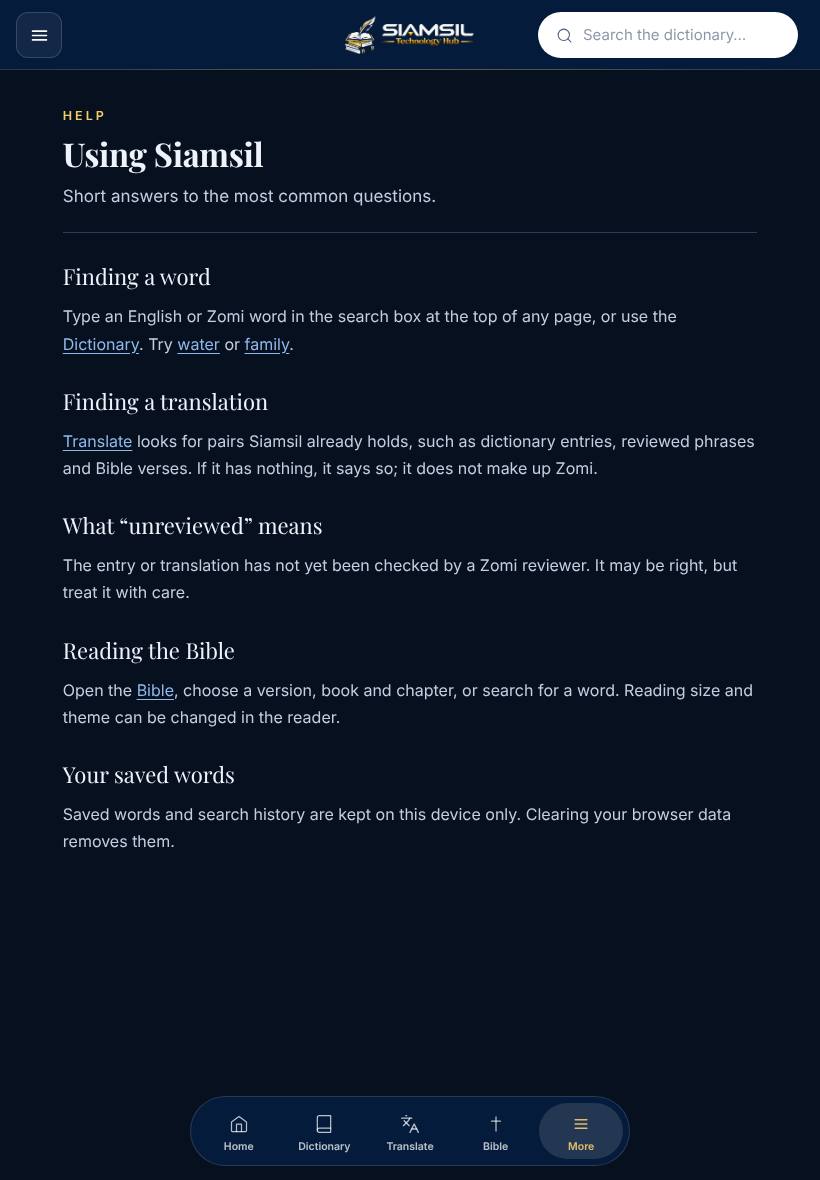 SIAMSIL
Technology Hub
Search the dictionary...
HELP
Using Siamsil
Short answers to the most common questions.
Finding a word
Type an English or Zomi word in the search box at the top of any page, or use the
Dictionary. Try water or family.
Finding a translation
Translate looks for pairs Siamsil already holds, such as dictionary entries, reviewed phrases
and Bible verses. If it has nothing, it says so; it does not make up Zomi.
What “unreviewed” means
The entry or translation has not yet been checked by a Zomi reviewer. It may be right, but
treat it with care.
Reading the Bible
Open the Bible, choose a version, book and chapter, or search for a word. Reading size and
theme can be changed in the reader.
Your saved words
Saved words and search history are kept on this device only. Clearing your browser data
removes them.
Home Dictionary Translate Bible More